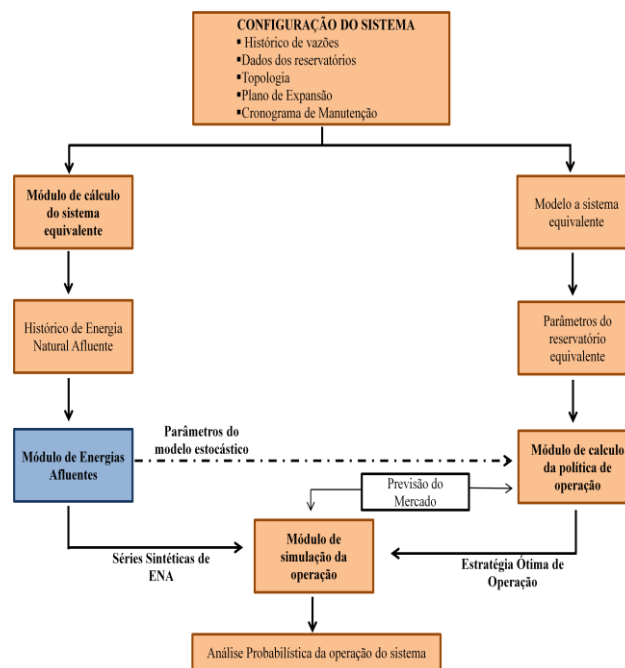 CONFIGURAÇÃO DO SISTEMA
▪ Histórico de vazões
▪Dados dos reservatórios
▪Topologia
▪Plano de Expansão
▪Cronograma de Manutenção
Módulo de cálculo
do sistema
equivalente
Modelo a sistema
equivalente
Histórico de Energia
Natural Afluente
Parâmetros do
reservatório
equivalente
Módulo de Energias
Afluentes
Parâmetros do
modelo estocástico
Módulo de calculo
da política de
operação
Previsão do
Mercado
Séries Sintéticas de
ENA
Módulo de
simulação da
operação
Estratégia Ótima de
Operação
Análise Probabilística da operação do sistema